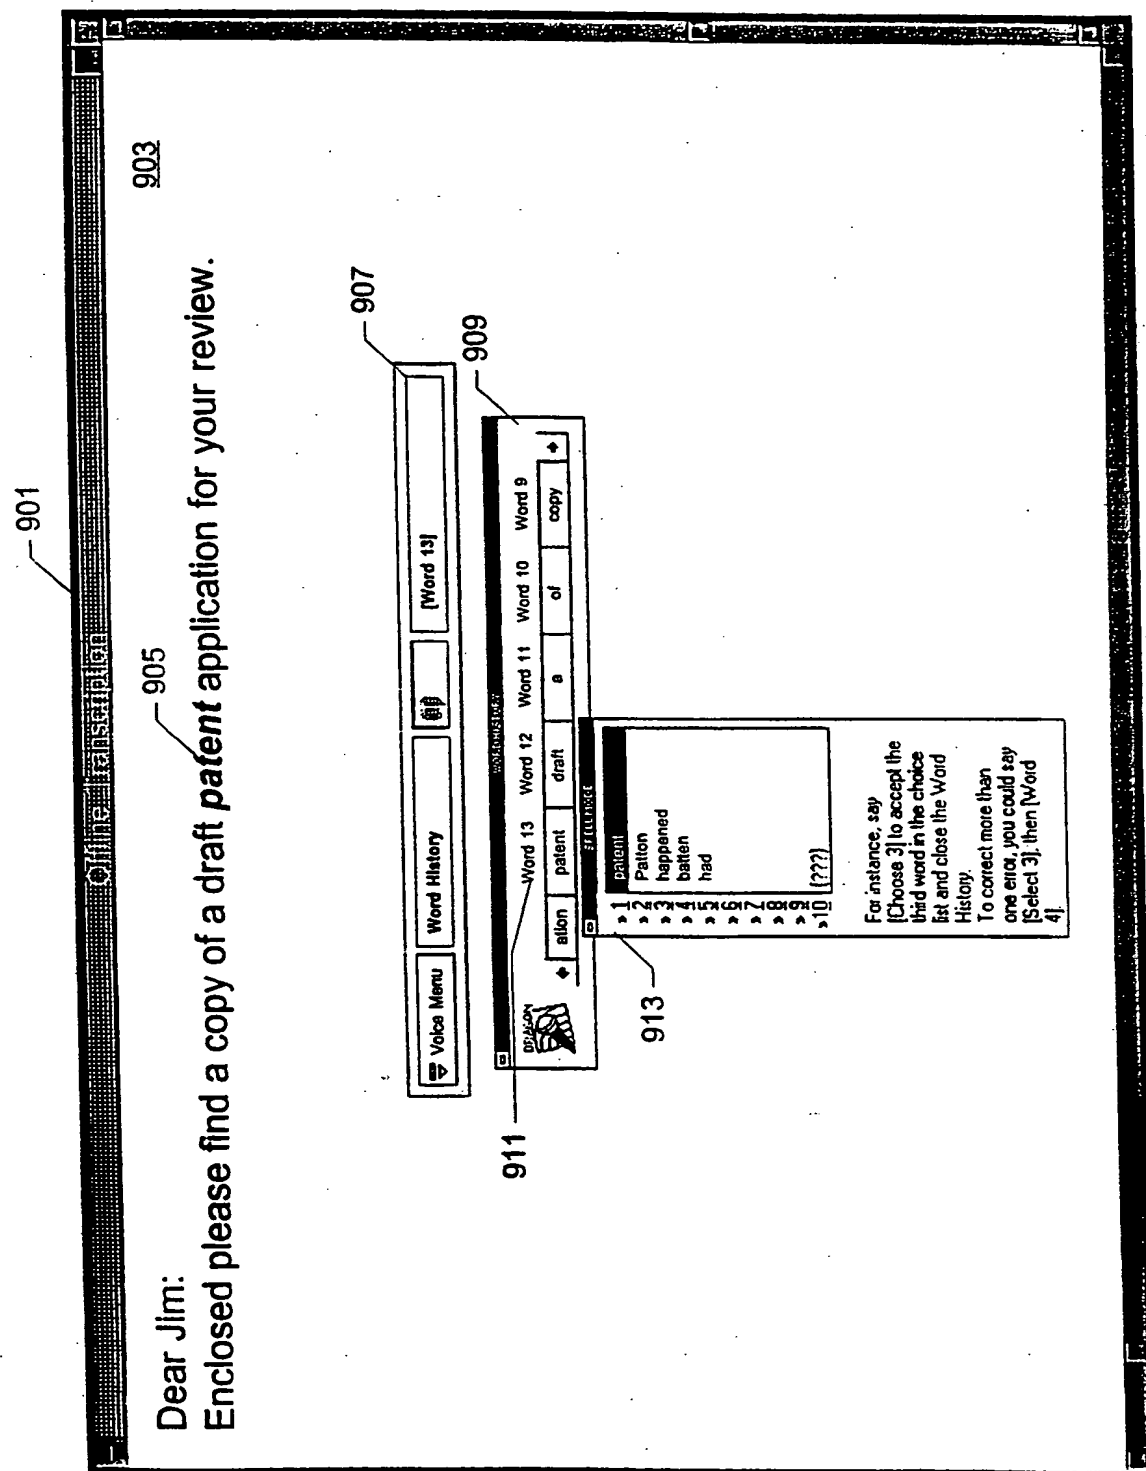 901
Offline Transcription
903
905
Dear Jim:
Enclosed please find a copy of a draft patent application for your review.
907
Voice Menu
Word History
[Word 13]
909
WORD HISTORY
DRAGON
Word 13
Word 12
Word 11
Word 10
Word 9
ation
patent
draft
a
of
copy
911
SPELL MODE
913
» 1 patent
» 2 Patton
» 3 happened
» 4 batten
» 5 had
» 6
» 7
» 8
» 9
» 10 [???]
For instance, say
[Choose 3] to accept the
third word in the choice
list and close the Word
History.
To correct more than
one error, you could say
[Select 3], then [Word
4].